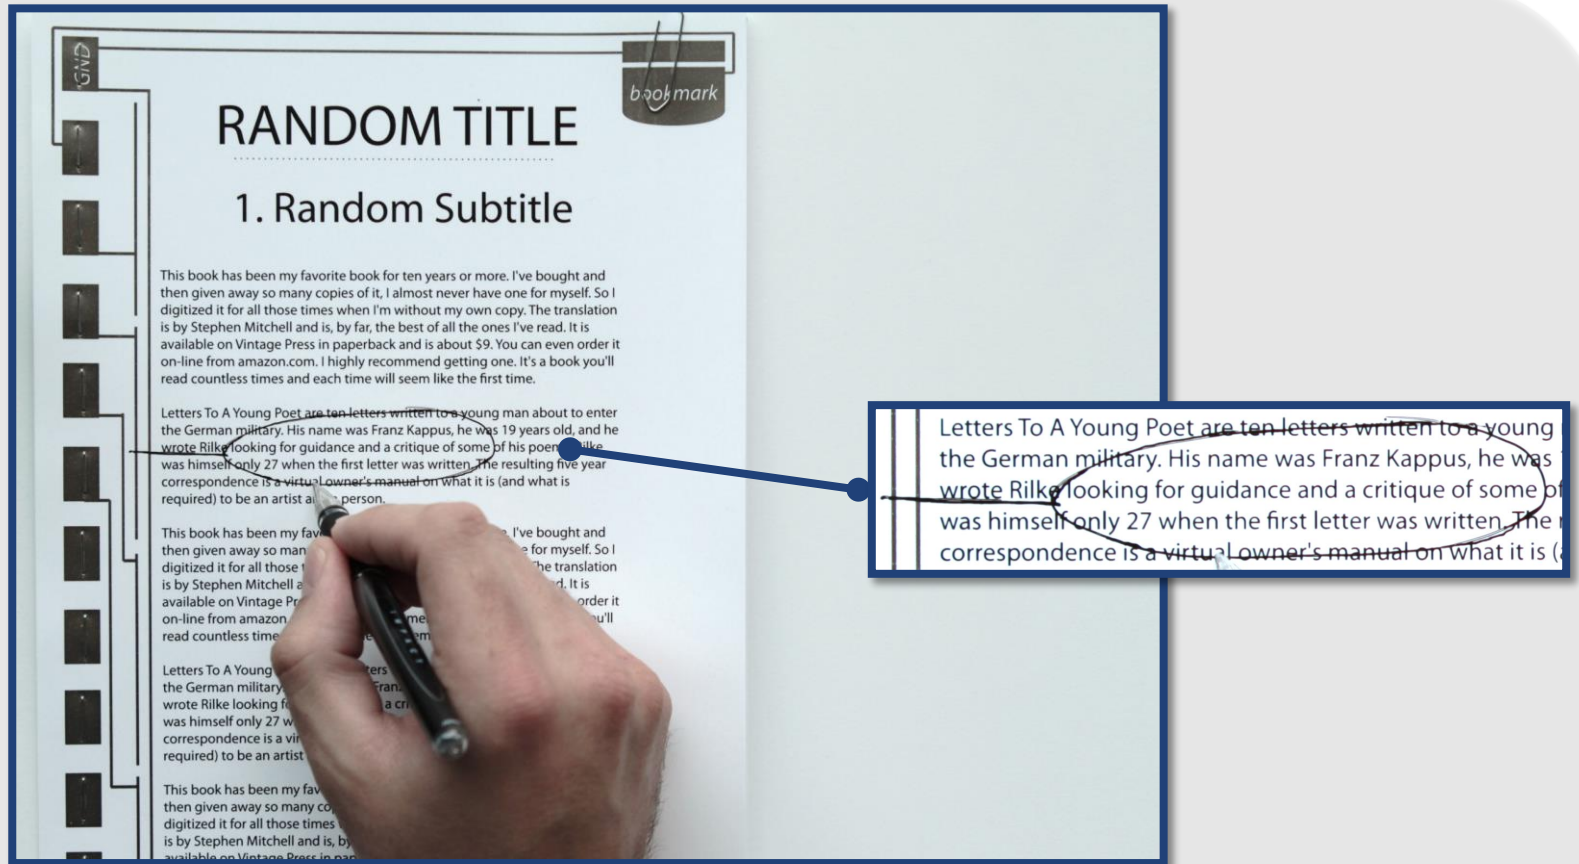 GND
bookmark
RANDOM TITLE
1. Random Subtitle
This book has been my favorite book for ten years or more. I've bought and
then given away so many copies of it, I almost never have one for myself. So I
digitized it for all those times when I'm without my own copy. The translation
is by Stephen Mitchell and is, by far, the best of all the ones I've read. It is
available on Vintage Press in paperback and is about $9. You can even order it
on-line from amazon.com. I highly recommend getting one. It's a book you'll
read countless times and each time will seem like the first time.
Letters To A Young Poet are ten letters written to a young man about to enter
the German military. His name was Franz Kappus, he was 19 years old, and he
wrote Rilke looking for guidance and a critique of some of his
was himself only 27 when the first letter was written. The resulting five year
correspondence is a virtual owner's manual on what it is (and what is
required) to be an artist person.
This book has been my I've bought and
then given away so for myself. So I
digitized it for all those translation
is by Stephen Mitchell It is
available on Vintage order it
on-line from amazon
read countless
Letters To A Young
the German military
wrote Rilke looking a
was himself only 27
correspondence is a
required) to be an artist
This book has been my
then given away so many
digitized it for all those times
is by Stephen Mitchell and is, by
available on Vintage Press in
Letters To A Young Poet are ten letters written to a young
the German military. His name was Franz Kappus, he was
wrote Rilke looking for guidance and a critique of some of
was himself only 27 when the first letter was written. The
correspondence is a virtual owner's manual on what it is